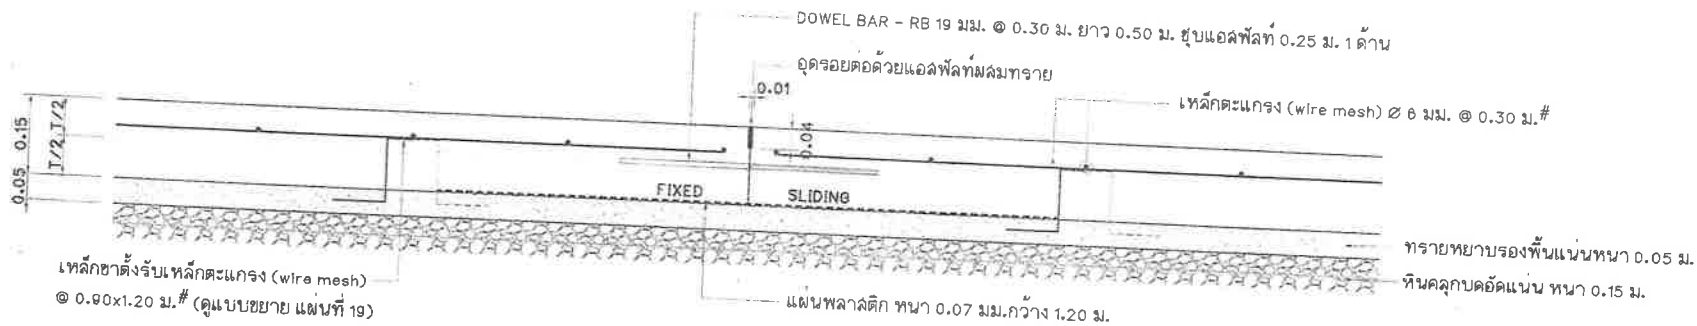 DOWEL BAR - RB 19 มม. @ 0.30 ม. ยาว 0.50 ม. ชุบแอสฟัลท์ 0.25 ม. 1 ด้าน
อุดรอยต่อด้วยแอสฟัลท์ผสมทราย
0.01
เหล็กตะแกรง (wire mesh) Ø 6 มม. @ 0.30 ม.#
0.15
T/2
T/2
0.04
0.05
FIXED
SLIDING
ทรายหยาบรองพื้นแน่นหนา 0.05 ม.
หินคลุกบดอัดแน่น หนา 0.15 ม.
เหล็กขาตั้งรับเหล็กตะแกรง (wire mesh)
@ 0.90x1.20 ม.# (ดูแบบขยาย แผ่นที่ 19)
แผ่นพลาสติก หนา 0.07 มม.กว้าง 1.20 ม.